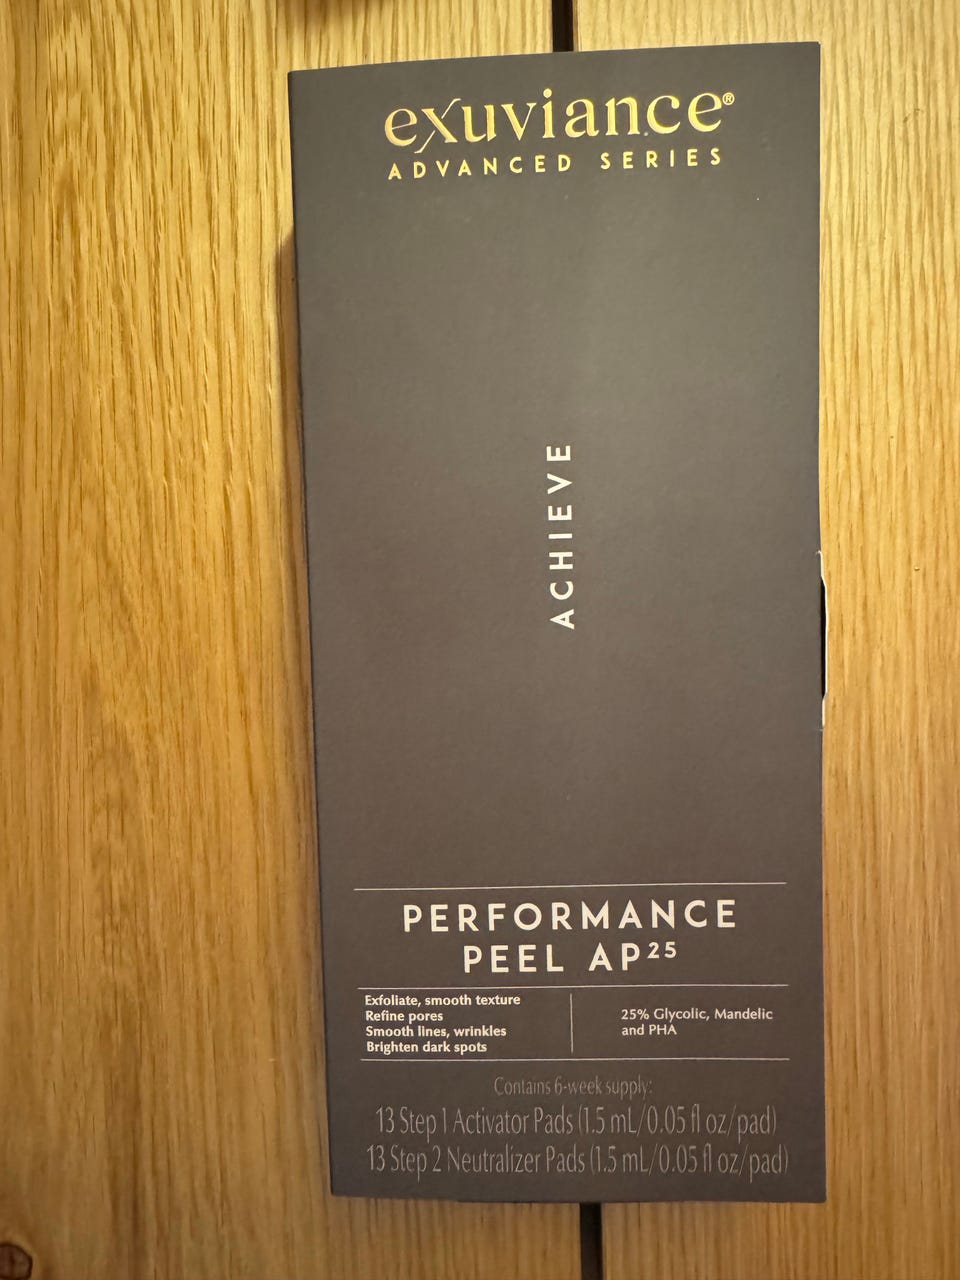 exuviance®
ADVANCED SERIES
ACHIEVE
PERFORMANCE
PEEL AP²⁵
Exfoliate, smooth texture
Refine pores
Smooth lines, wrinkles
Brighten dark spots
25% Glycolic, Mandelic
and PHA
Contains 6-week supply:
13 Step 1 Activator Pads (1.5 mL/0.05 fl oz/pad)
13 Step 2 Neutralizer Pads (1.5 mL/0.05 fl oz/pad)